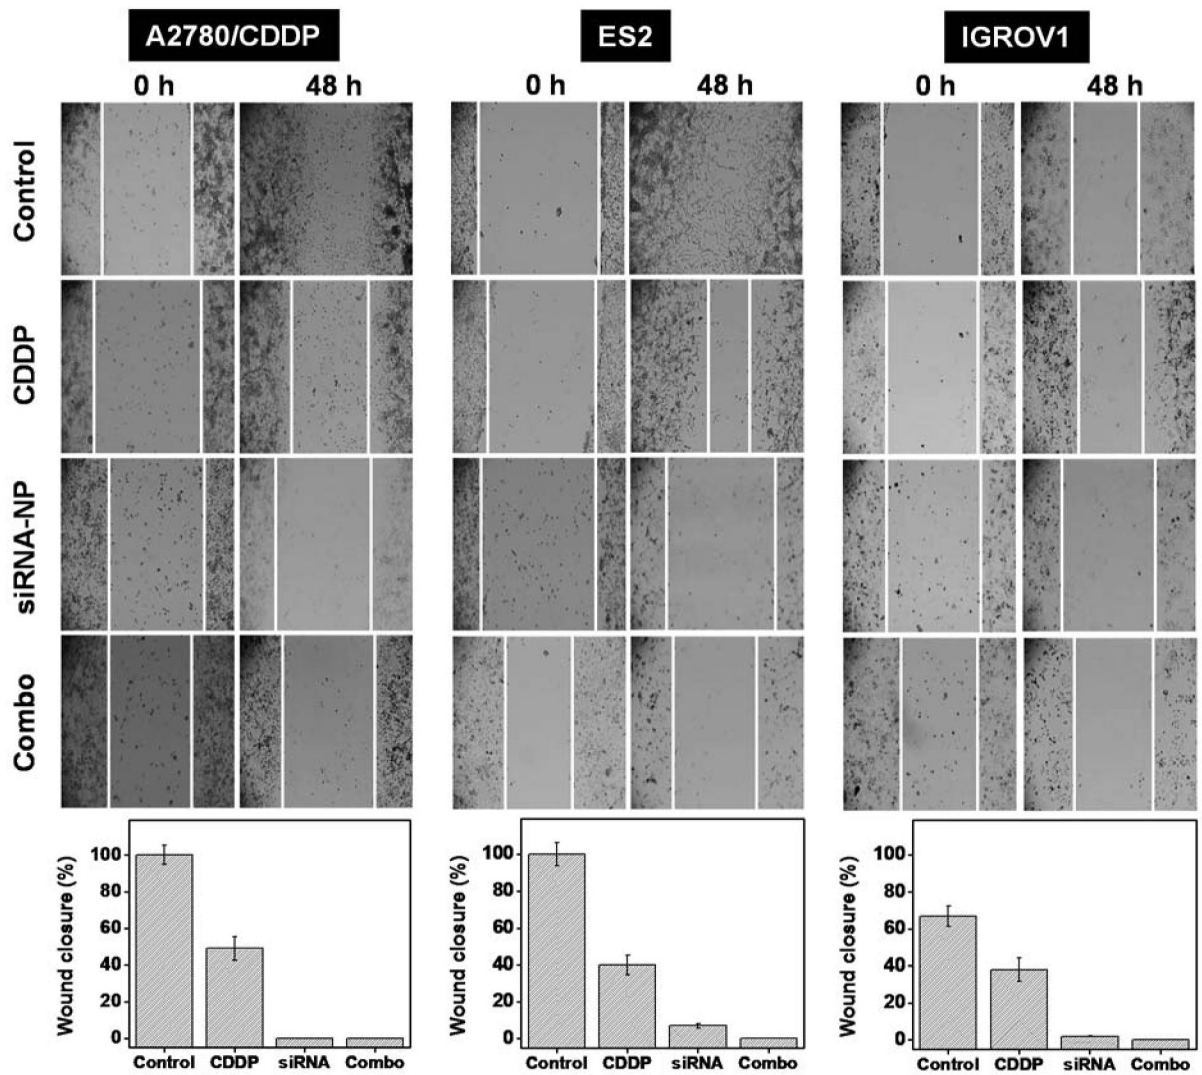 A2780/CDDP ES2 IGROV1
0 h 48 h 0 h 48 h 0 h 48 h
Control
CDDP
siRNA-NP
Combo
Wound closure (%)
100
80
60
40
20
0
Control CDDP siRNA Combo
Wound closure (%)
100
80
60
40
20
0
Control CDDP siRNA Combo
Wound closure (%)
100
80
60
40
20
0
Control CDDP siRNA Combo